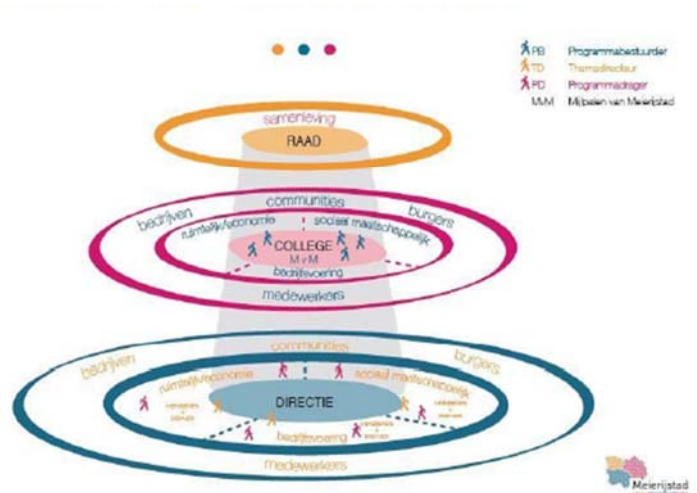 PB Programmabestuurder
TD Themadirecteur
PD Programmadrager
MvM Mijlpalen van Meierijstad
samenleving
RAAD
communities
bedrijven
burgers
ruimtelijk/economie
sociaal maatschappelijk
COLLEGE
MvM
bedrijfsvoering
medewerkers
communities
bedrijven
burgers
ruimtelijk/economie
sociaal maatschappelijk
DIRECTIE
bedrijfsvoering
medewerkers
Meierijstad